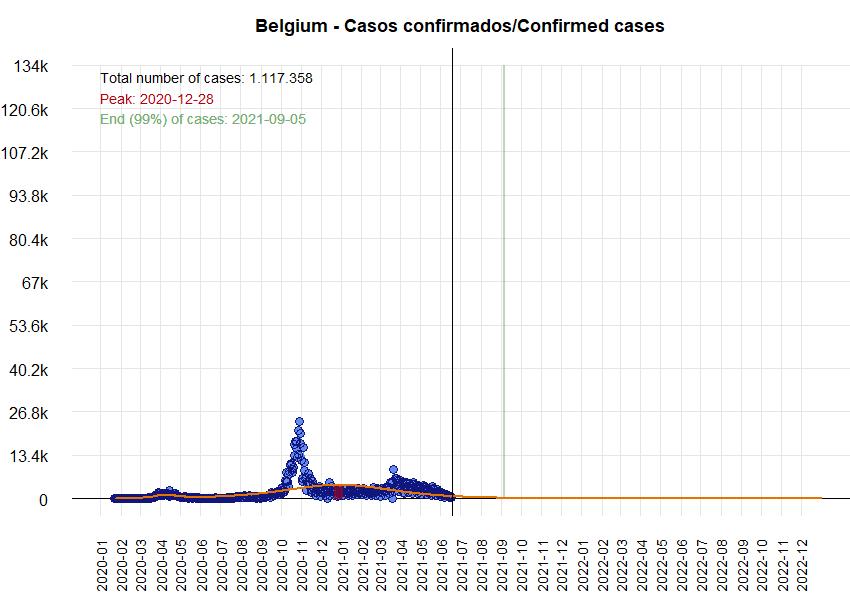 Belgium - Casos confirmados/Confirmed cases
134k
120.6k
107.2k
93.8k
80.4k
67k
53.6k
40.2k
26.8k
13.4k
0
Total number of cases: 1.117.358
Peak: 2020-12-28
End (99%) of cases: 2021-09-05
2020-01
2020-02
2020-03
2020-04
2020-05
2020-06
2020-07
2020-08
2020-09
2020-10
2020-11
2020-12
2021-01
2021-02
2021-03
2021-04
2021-05
2021-06
2021-07
2021-08
2021-09
2021-10
2021-11
2021-12
2022-01
2022-02
2022-03
2022-04
2022-05
2022-06
2022-07
2022-08
2022-09
2022-10
2022-11
2022-12